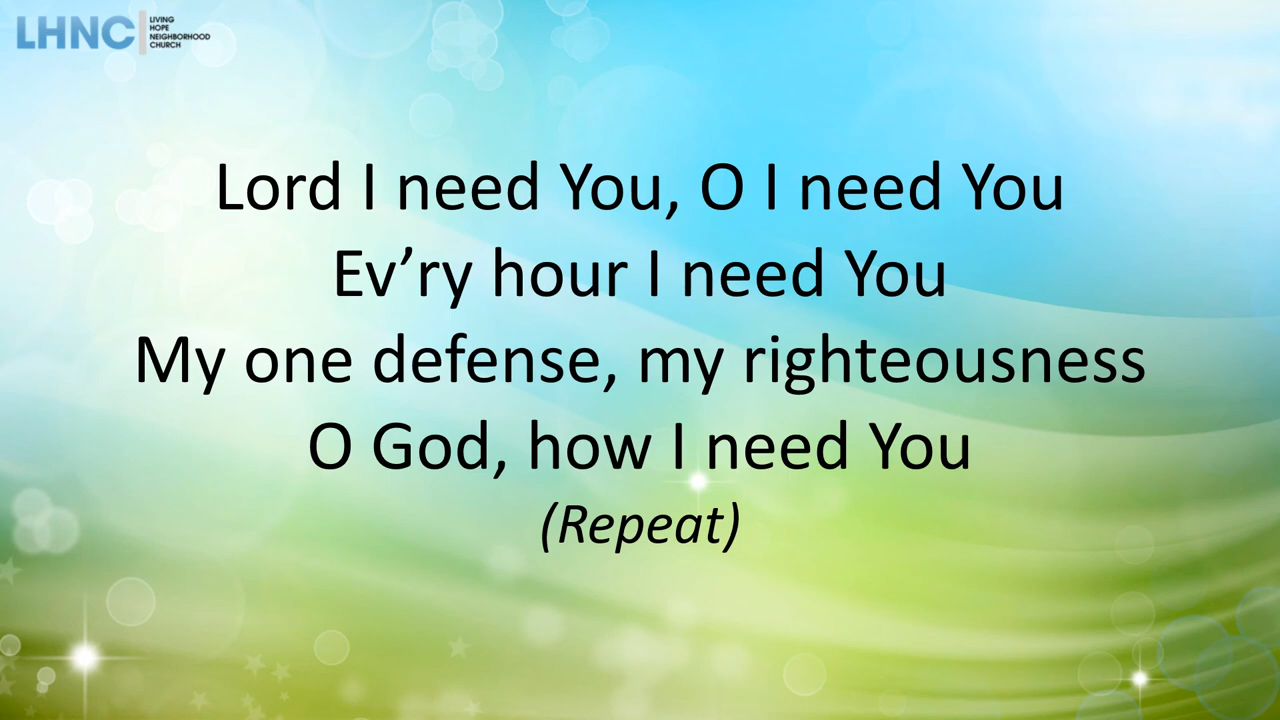 LHNC
LIVING
HOPE
NEIGHBORHOOD
CHURCH
Lord I need You, O I need You
Ev’ry hour I need You
My one defense, my righteousness
O God, how I need You
(Repeat)